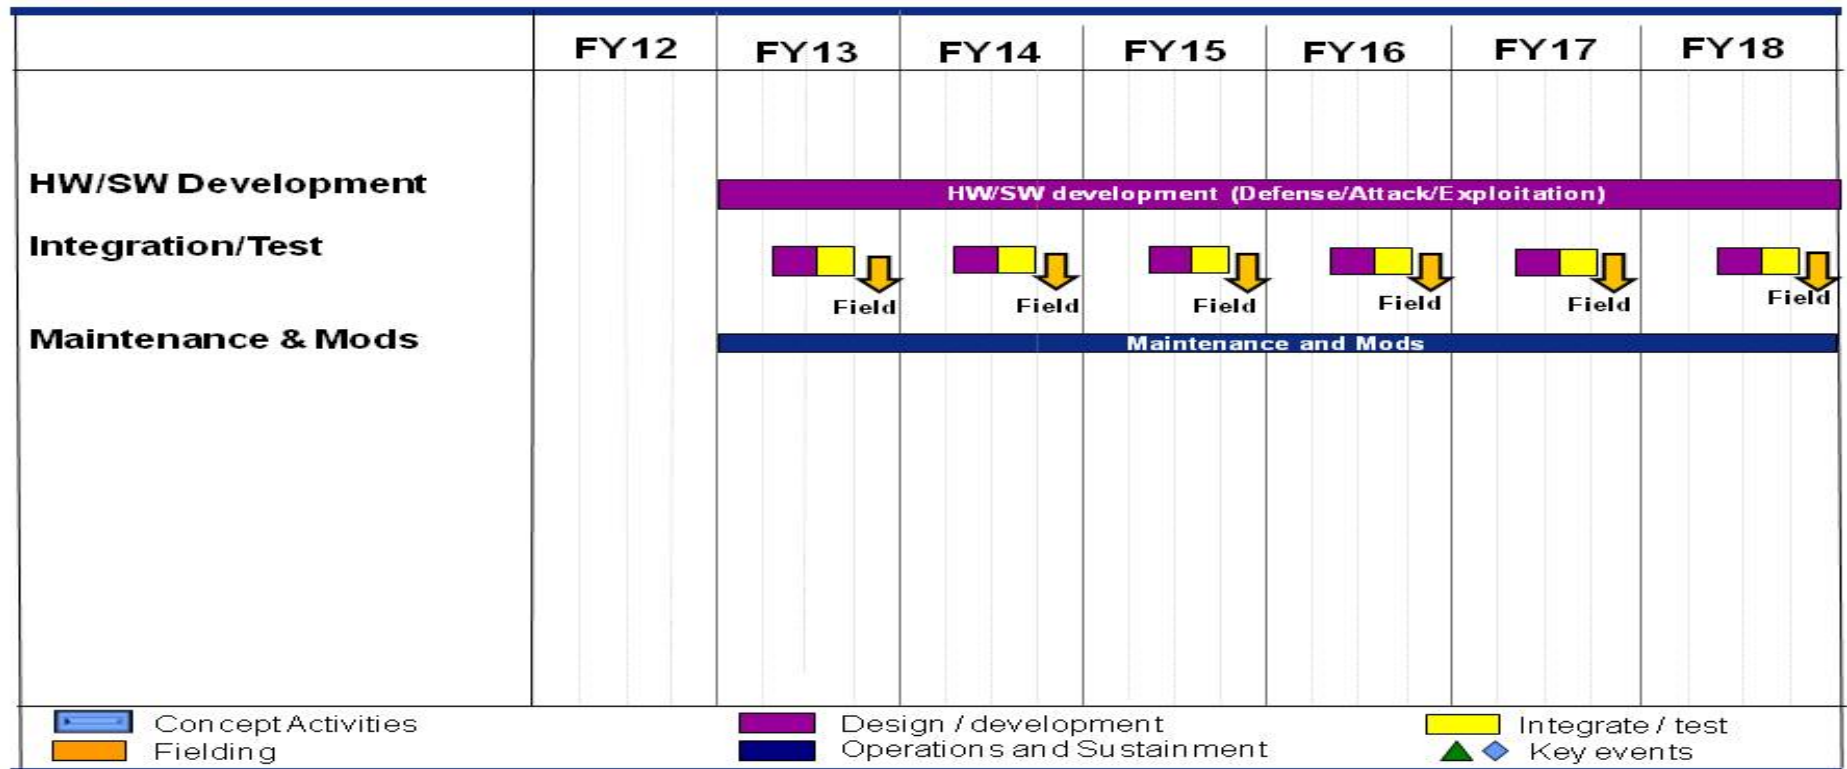 FY12 FY13 FY14 FY15 FY16 FY17 FY18
HW/SW Development
HW/SW development (Defense/Attack/Exploitation)
Integration/Test
Field Field Field Field Field Field
Maintenance & Mods
Maintenance and Mods
Concept Activities Design / development Integrate / test
Fielding Operations and Sustainment Key events